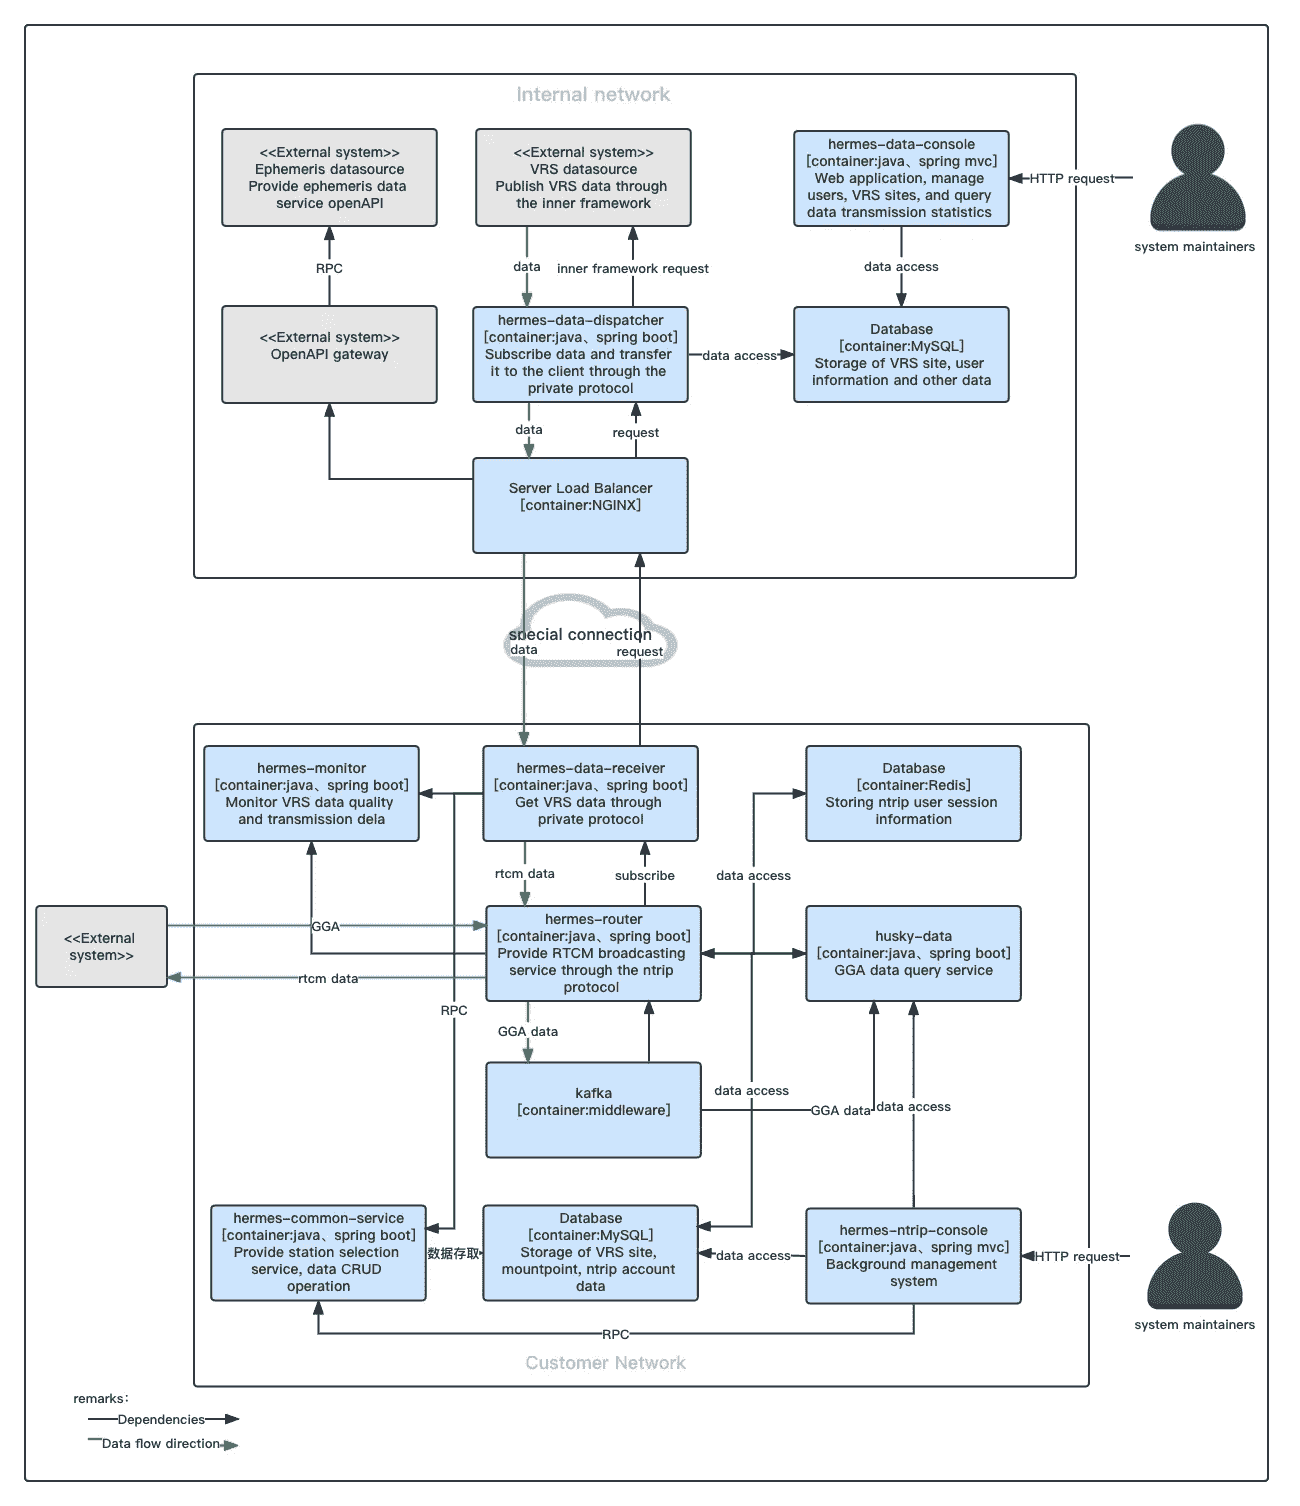 Internal network
<<External system>>
Ephemeris datasource
Provide ephemeris data
service openAPI
<<External system>>
VRS datasource
Publish VRS data through
the inner framework
hermes-data-console
[container:java、spring mvc]
Web application, manage
users, VRS sites, and query
data transmission statistics
HTTP request
system maintainers
RPC
data
inner framework request
data access
<<External system>>
OpenAPI gateway
hermes-data-dispatcher
[container:java、spring boot]
Subscribe data and transfer
it to the client through the
private protocol
data access
Database
[container:MySQL]
Storage of VRS site, user
information and other data
data
request
Server Load Balancer
[container:NGINX]
special connection
data
request
hermes-monitor
[container:java、spring boot]
Monitor VRS data quality
and transmission dela
hermes-data-receiver
[container:java、spring boot]
Get VRS data through
private protocol
Database
[container:Redis]
Storing ntrip user session
information
rtcm data
subscribe
data access
<<External
system>>
GGA
rtcm data
hermes-router
[container:java、spring boot]
Provide RTCM broadcasting
service through the ntrip
protocol
husky-data
[container:java、spring boot]
GGA data query service
RPC
GGA data
kafka
[container:middleware]
data access
GGA data
data access
hermes-common-service
[container:java、spring boot]
Provide station selection
service, data CRUD
operation
数据存取
Database
[container:MySQL]
Storage of VRS site,
mountpoint, ntrip account
data
data access
hermes-ntrip-console
[container:java、spring mvc]
Background management
system
HTTP request
system maintainers
RPC
Customer Network
remarks:
Dependencies
Data flow direction